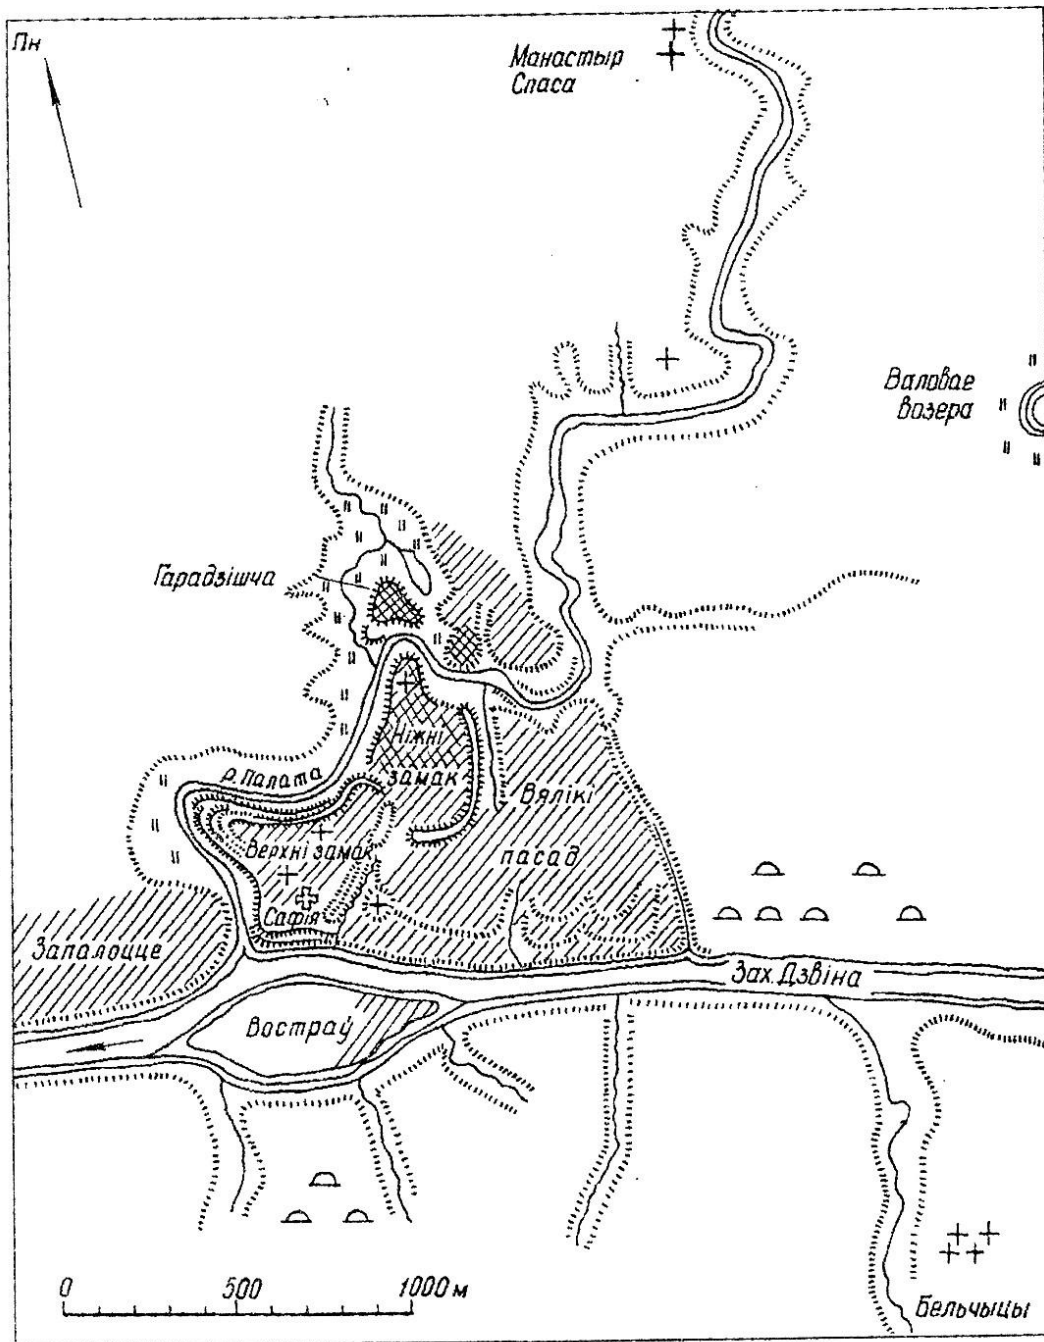 Пн
Манастыр
Спаса
Валовае
возера
Гарадзішча
р. Палата
Ніжні
замак
Вялікі
пасад
Верхні замак
Сафія
Запалоцце
Зах. Дзвіна
Востраў
0 500 1000 м
Бельчыцы